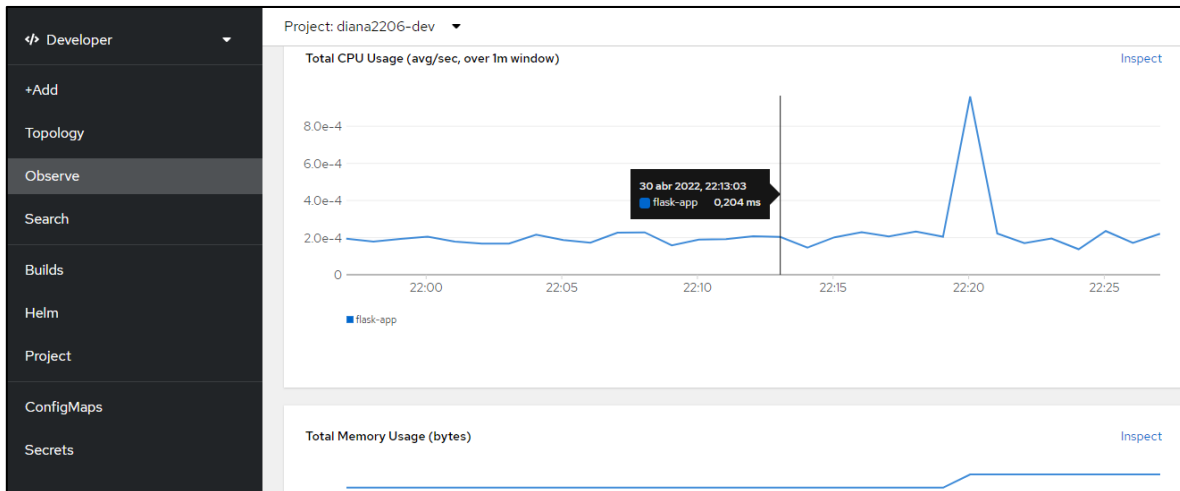 </> Developer
+Add
Topology
Observe
Search
Builds
Helm
Project
ConfigMaps
Secrets
Project: diana2206-dev
Total CPU Usage (avg/sec, over 1m window)
Inspect
8.0e-4
6.0e-4
4.0e-4
2.0e-4
0
30 abr 2022, 22:13:03
flask-app 0,204 ms
22:00 22:05 22:10 22:15 22:20 22:25
flask-app
Total Memory Usage (bytes)
Inspect